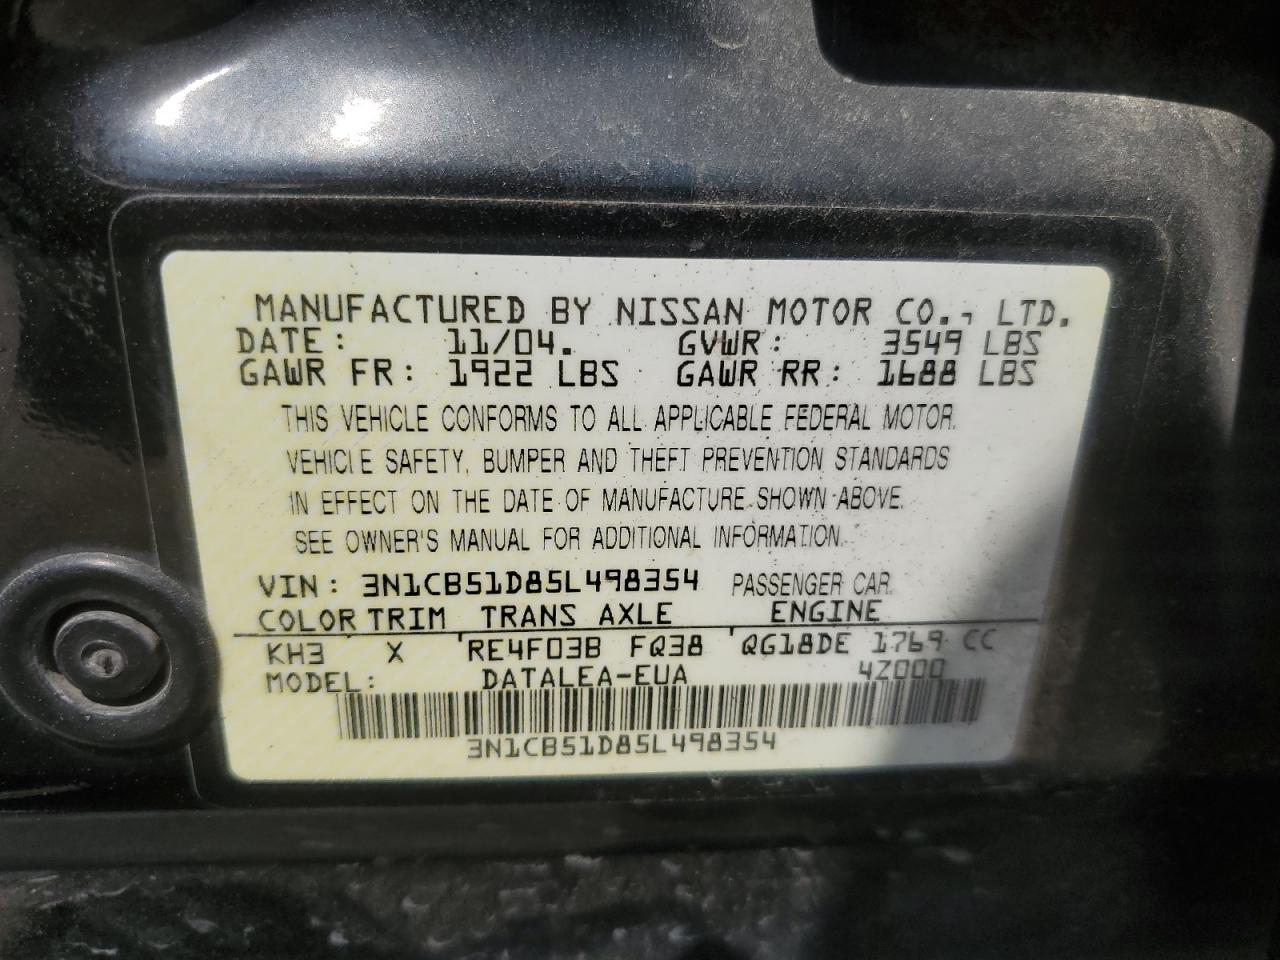 MANUFACTURED BY NISSAN MOTOR CO., LTD.
DATE: 11/04. GVWR: 3549 LBS
GAWR FR: 1922 LBS GAWR RR: 1688 LBS
THIS VEHICLE CONFORMS TO ALL APPLICABLE FEDERAL MOTOR
VEHICLE SAFETY, BUMPER AND THEFT PREVENTION STANDARDS
IN EFFECT ON THE DATE OF MANUFACTURE SHOWN ABOVE.
SEE OWNER'S MANUAL FOR ADDITIONAL INFORMATION.
VIN: 3N1CB51D85L498354 PASSENGER CAR
COLOR TRIM TRANS AXLE ENGINE
KH3 X RE4F03B FQ38 QG18DE 1769 CC
MODEL: DATALEA-EUA 4Z000
3N1CB51D85L498354